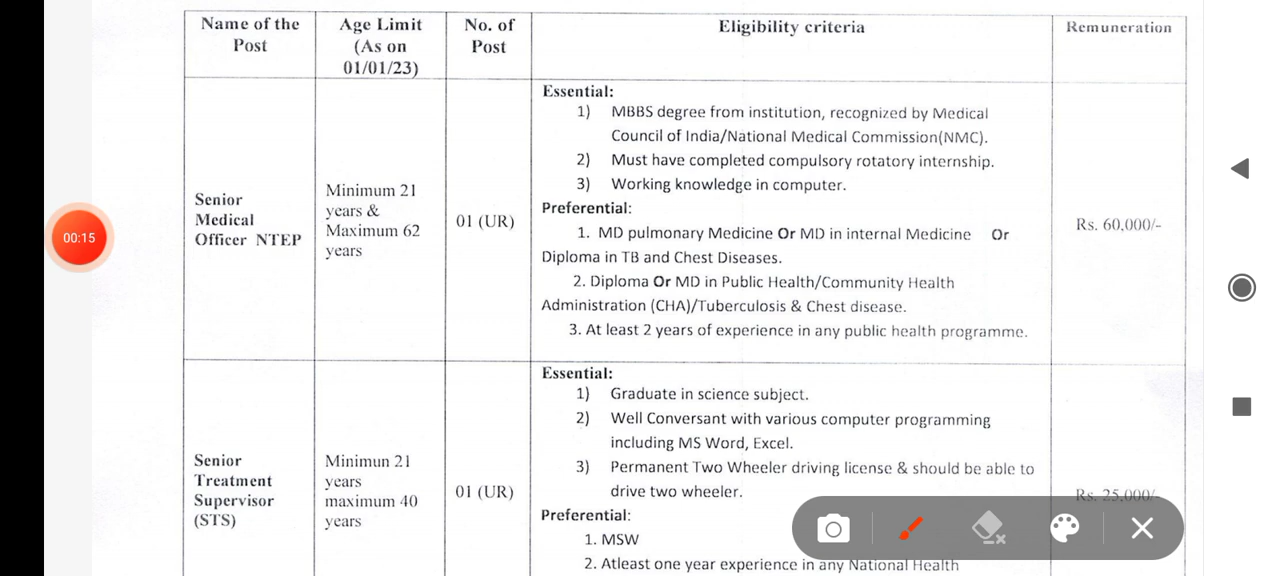 Name of the Post
Age Limit (As on 01/01/23)
No. of Post
Eligibility criteria
Remuneration
Senior Medical Officer NTEP
Minimum 21 years & Maximum 62 years
01 (UR)
Essential:
1) MBBS degree from institution, recognized by Medical
Council of India/National Medical Commission(NMC).
2) Must have completed compulsory rotatory internship.
3) Working knowledge in computer.
Preferential:
1. MD pulmonary Medicine Or MD in internal Medicine Or
Diploma in TB and Chest Diseases.
2. Diploma Or MD in Public Health/Community Health
Administration (CHA)/Tuberculosis & Chest disease.
3. At least 2 years of experience in any public health programme.
Rs. 60,000/-
Senior Treatment Supervisor (STS)
Minimun 21 years maximum 40 years
01 (UR)
Essential:
1) Graduate in science subject.
2) Well Conversant with various computer programming
including MS Word, Excel.
3) Permanent Two Wheeler driving license & should be able to
drive two wheeler.
Preferential:
1. MSW
2. Atleast one year experience in any National Health
Rs. 25,000/-
00:15